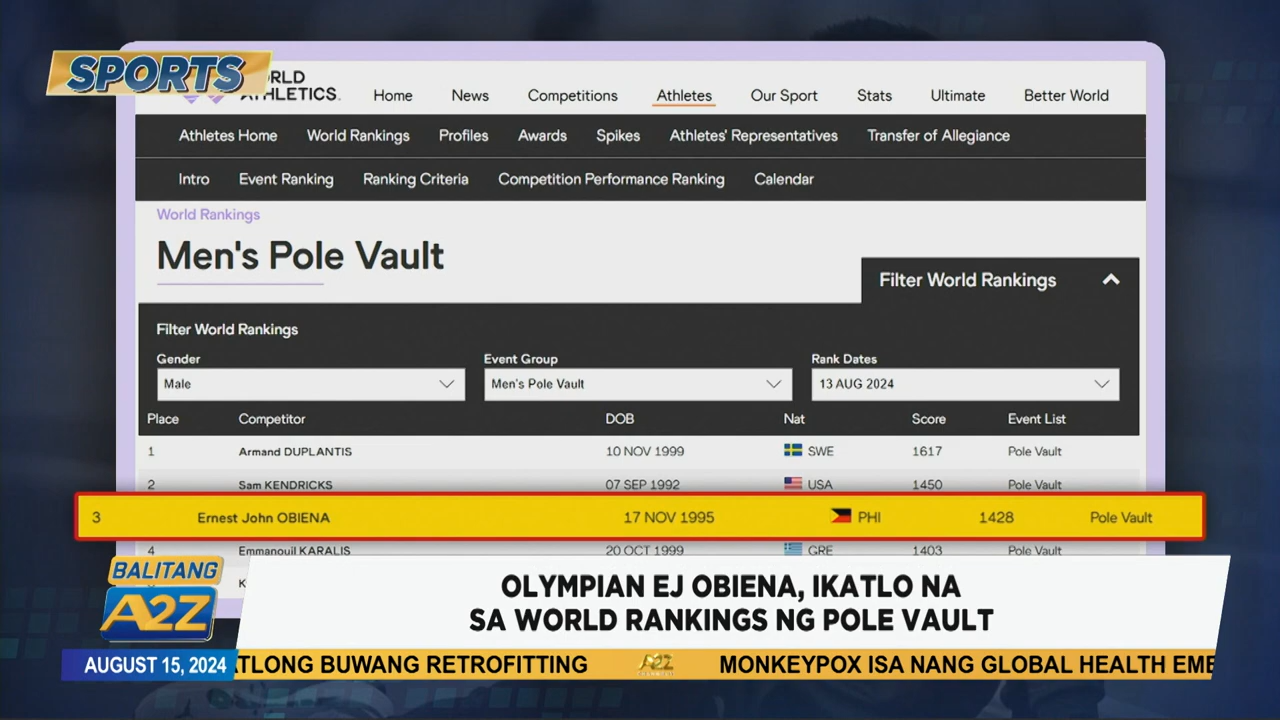 SPORTS
ATHLETICS
Home News Competitions Athletes Our Sport Stats Ultimate Better World
Athletes Home World Rankings Profiles Awards Spikes Athletes' Representatives Transfer of Allegiance
Intro Event Ranking Ranking Criteria Competition Performance Ranking Calendar
World Rankings
Men's Pole Vault
Filter World Rankings
Filter World Rankings
Gender Event Group Rank Dates
Male Men's Pole Vault 13 AUG 2024
Place Competitor DOB Nat Score Event List
1 Armand DUPLANTIS 10 NOV 1999 SWE 1617 Pole Vault
2 Sam KENDRICKS 07 SEP 1992 USA 1450 Pole Vault
3 Ernest John OBIENA 17 NOV 1995 PHI 1428 Pole Vault
4 Emmanouil KARALIS 20 OCT 1999 GRE 1403 Pole Vault
K
BALITANG
A2Z
OLYMPIAN EJ OBIENA, IKATLO NA
SA WORLD RANKINGS NG POLE VAULT
AUGUST 15, 2024 ATLONG BUWANG RETROFITTING A2Z MONKEYPOX ISA NANG GLOBAL HEALTH EME